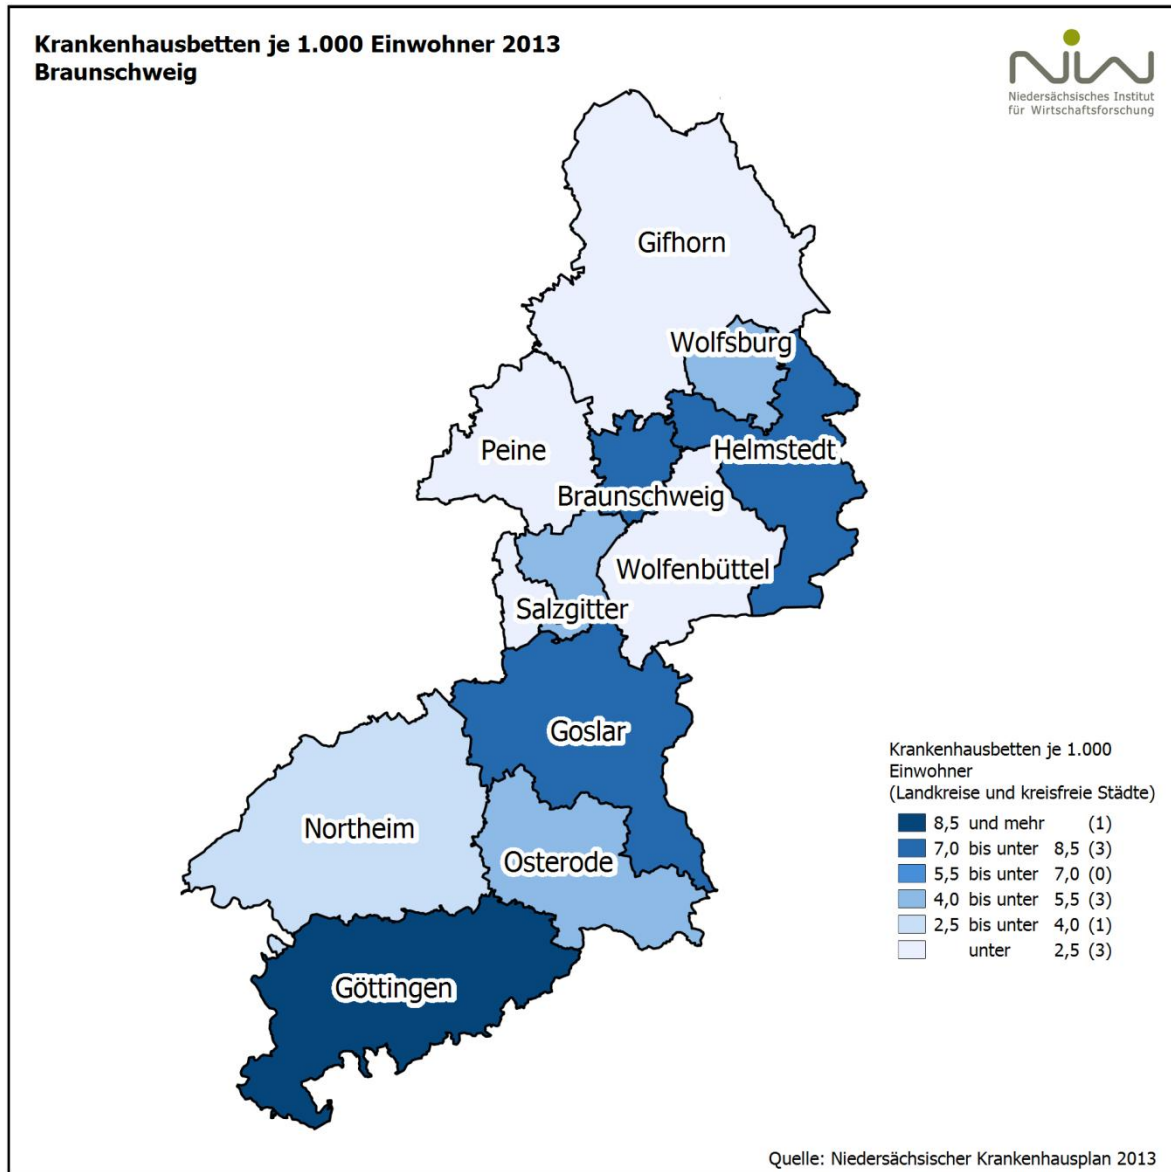 Krankenhausbetten je 1.000 Einwohner 2013
Braunschweig
NIW
Niedersächsisches Institut
für Wirtschaftsforschung
Gifhorn
Wolfsburg
Peine
Helmstedt
Braunschweig
Wolfenbüttel
Salzgitter
Goslar
Northeim
Osterode
Göttingen
Krankenhausbetten je 1.000
Einwohner
(Landkreise und kreisfreie Städte)
8,5 und mehr (1)
7,0 bis unter 8,5 (3)
5,5 bis unter 7,0 (0)
4,0 bis unter 5,5 (3)
2,5 bis unter 4,0 (1)
unter 2,5 (3)
Quelle: Niedersächsischer Krankenhausplan 2013